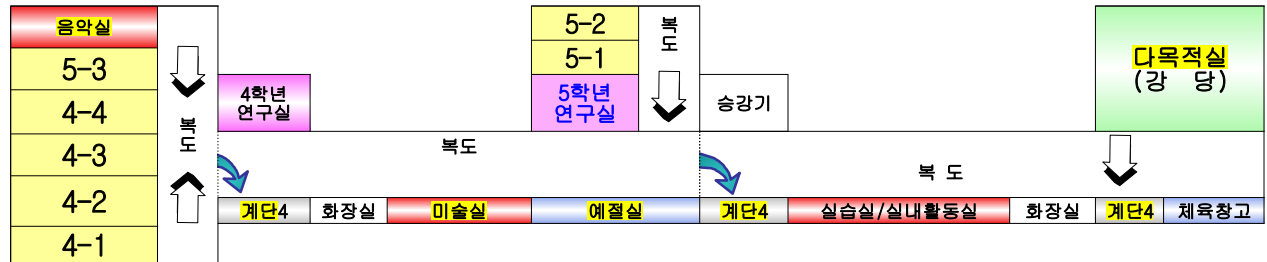 음악실
5-3
4-4
4-3
4-2
4-1
복
도
4학년
연구실
5-2
5-1
5학년
연구실
복
도
승강기
다목적실
(강 당)
복도
복 도
계단4
화장실
미술실
예절실
계단4
실습실/실내활동실
화장실
계단4
체육창고